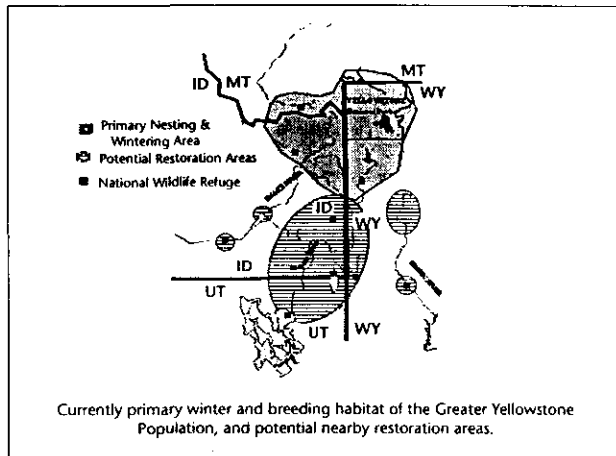 ID MT
MT
WY
Primary Nesting &
Wintering Area
Potential Restoration Areas
National Wildlife Refuge
ID
WY
ID
UT
UT
WY
Currently primary winter and breeding habitat of the Greater Yellowstone
Population, and potential nearby restoration areas.